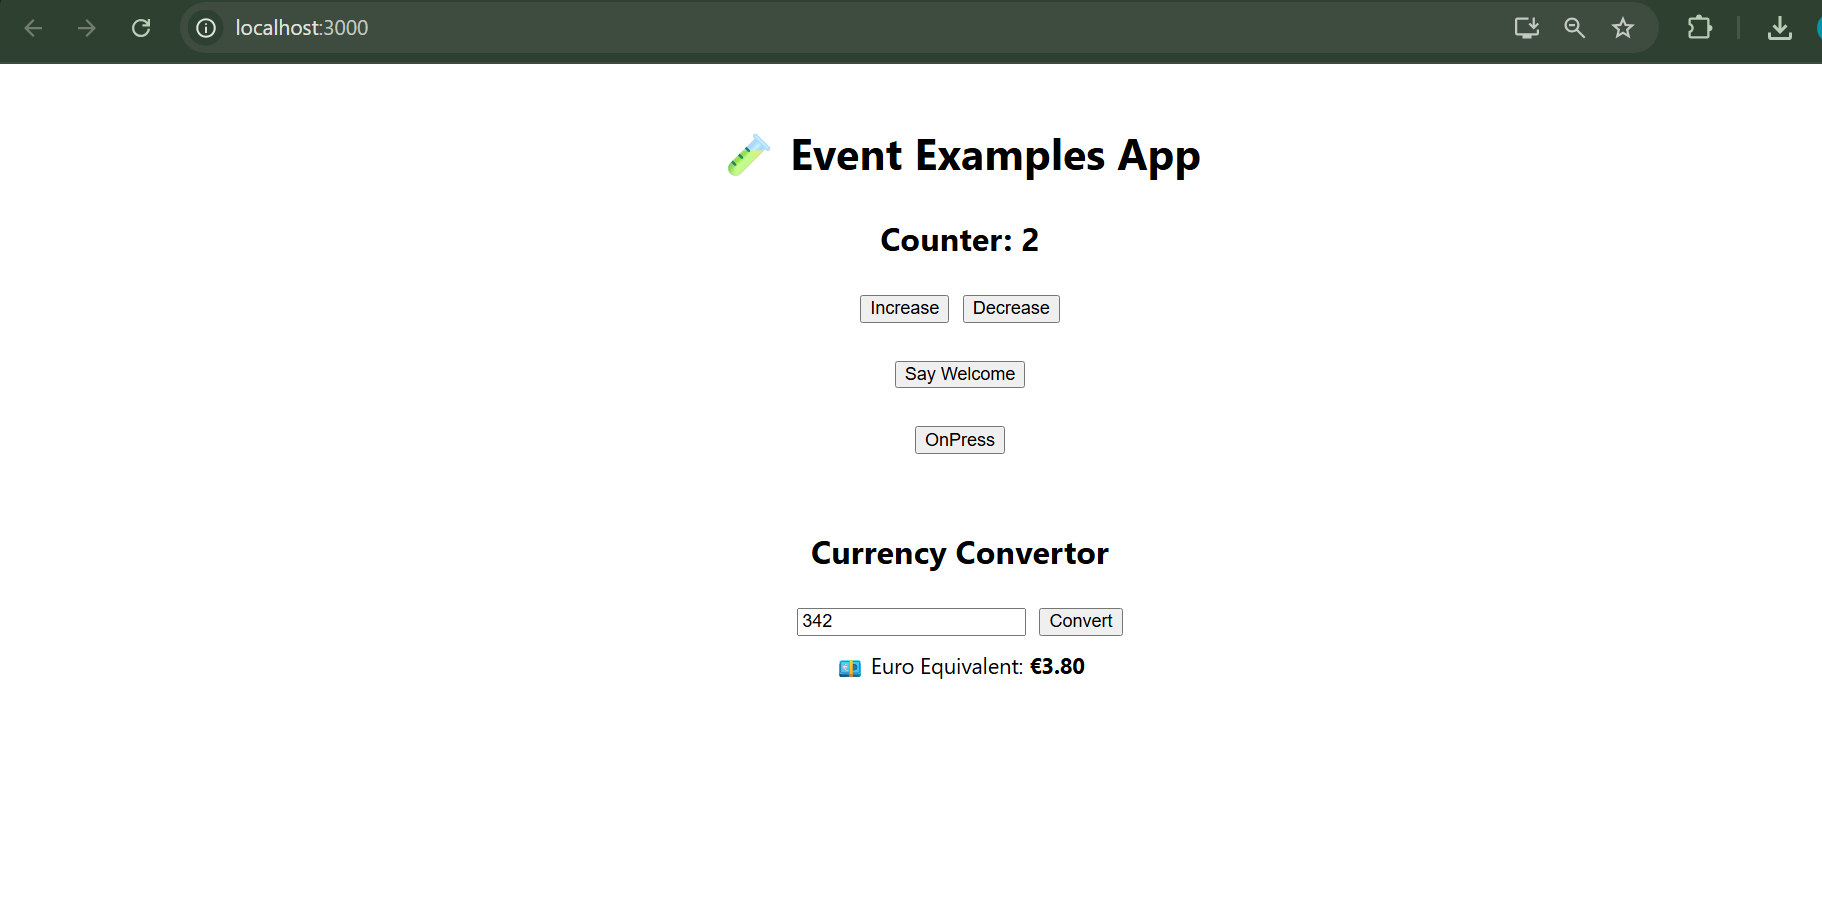 localhost:3000
Event Examples App
Counter: 2
Increase Decrease
Say Welcome
OnPress
Currency Convertor
342 Convert
Euro Equivalent: €3.80